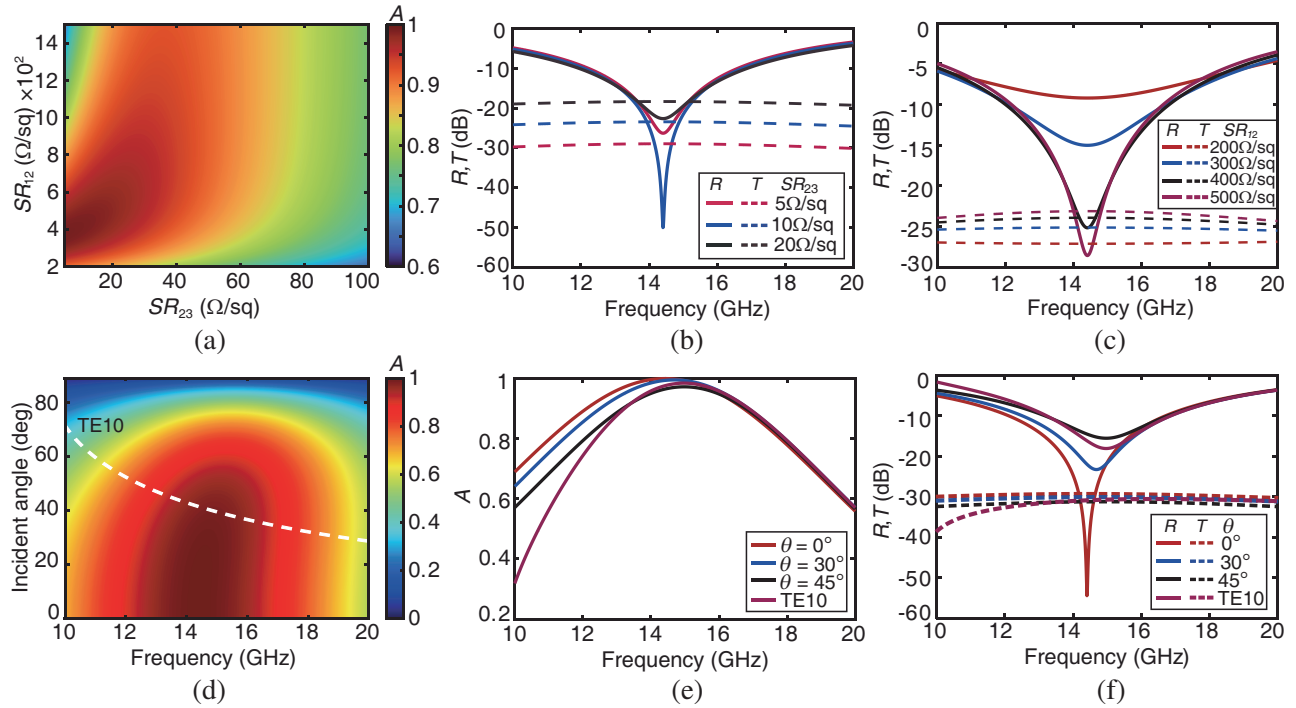 A
1
0.9
0.8
0.7
0.6
14
12
10
8
6
4
2
20 40 60 80 100
SR12 (Ω/sq) ×10²
SR23 (Ω/sq)
(a)
0
-10
-20
-30
-40
-50
-60
10 12 14 16 18 20
R,T (dB)
R T SR23
5Ω/sq
10Ω/sq
20Ω/sq
Frequency (GHz)
(b)
0
-5
-10
-15
-20
-25
-30
10 12 14 16 18 20
R,T (dB)
R T SR12
200Ω/sq
300Ω/sq
400Ω/sq
500Ω/sq
Frequency (GHz)
(c)
A
1
0.8
0.6
0.4
0.2
0
80
60
40
20
0
10 12 14 16 18 20
TE10
Incident angle (deg)
Frequency (GHz)
(d)
1
0.8
0.6
0.4
0.2
10 12 14 16 18 20
A
θ = 0°
θ = 30°
θ = 45°
TE10
Frequency (GHz)
(e)
0
-10
-20
-30
-40
-50
-60
10 12 14 16 18 20
R,T (dB)
R T θ
0°
30°
45°
TE10
Frequency (GHz)
(f)